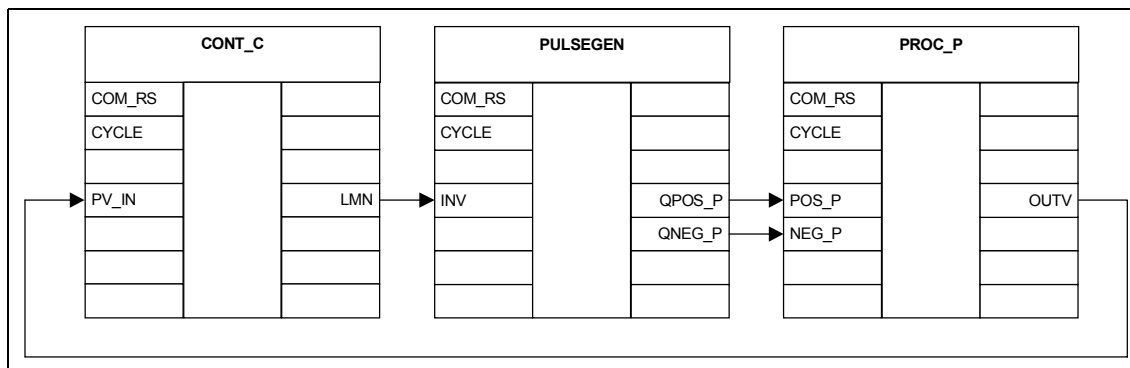 CONT_C PULSEGEN PROC_P
COM_RS COM_RS COM_RS
CYCLE CYCLE CYCLE
PV_IN LMN INV QPOS_P POS_P OUTV
QNEG_P NEG_P